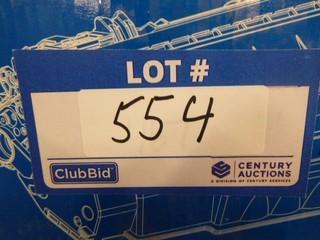 LOT #
554
ClubBid
CENTURY
AUCTIONS
A DIVISION OF CENTURY SERVICES